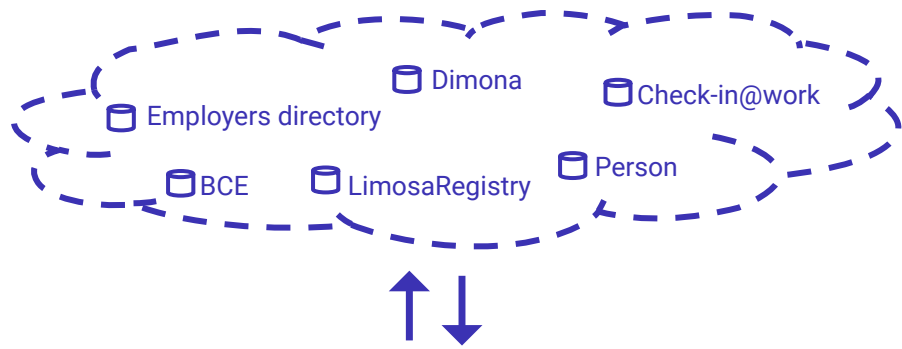 Dimona
Check-in@work
Employers directory
Person
BCE
LimosaRegistry